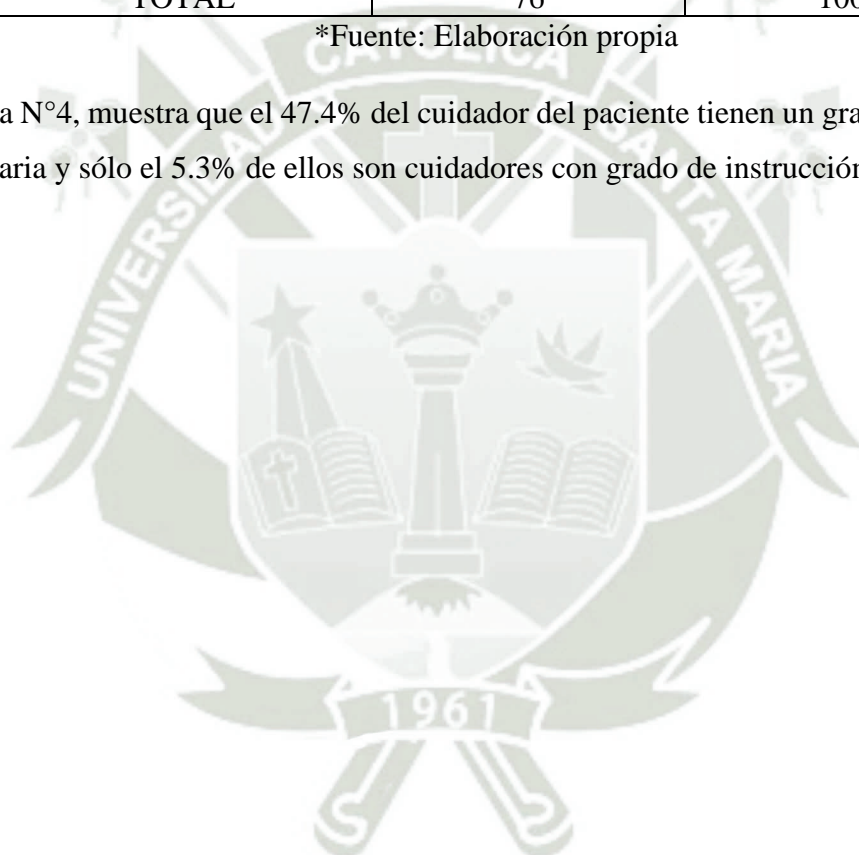 TOTAL 76 100
*Fuente: Elaboración propia
a N°4, muestra que el 47.4% del cuidador del paciente tienen un gra
aria y sólo el 5.3% de ellos son cuidadores con grado de instrucción
UNIVERSIDAD CATOLICA SANTA MARIA
1961